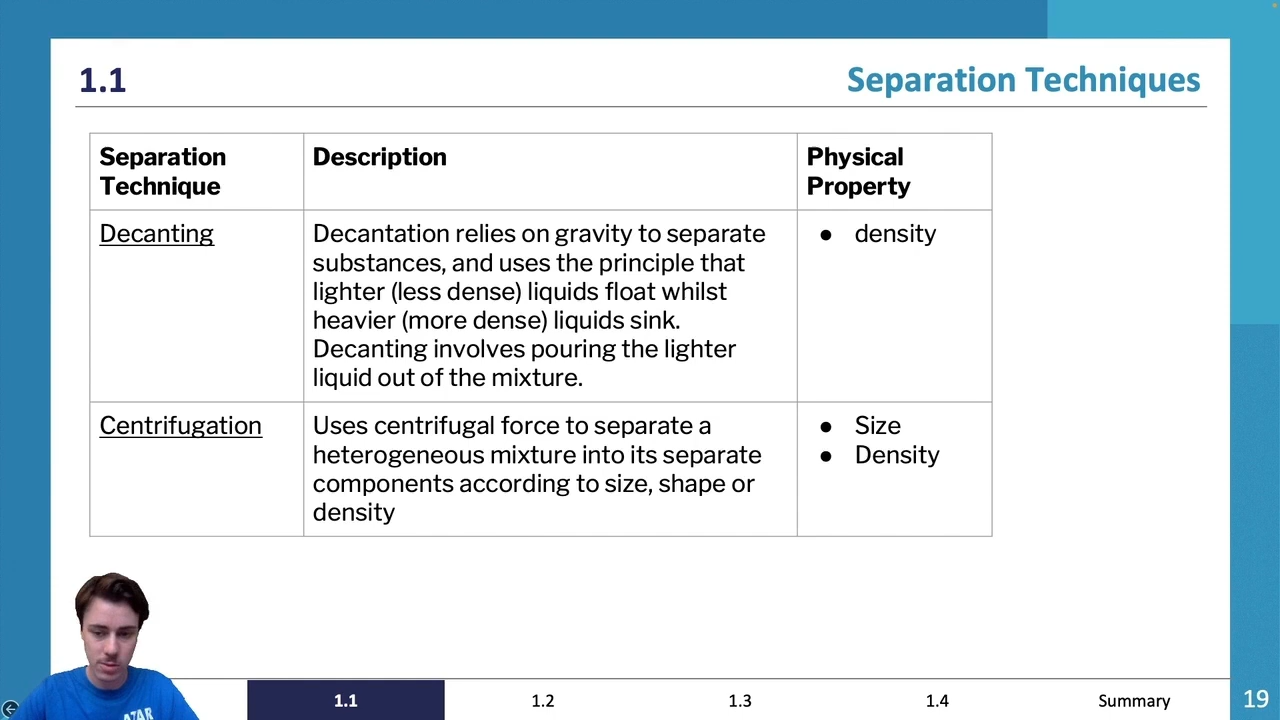 1.1
Separation Techniques
Separation
Technique
Description
Physical
Property
Decanting
Decantation relies on gravity to separate
substances, and uses the principle that
lighter (less dense) liquids float whilst
heavier (more dense) liquids sink.
Decanting involves pouring the lighter
liquid out of the mixture.
● density
Centrifugation
Uses centrifugal force to separate a
heterogeneous mixture into its separate
components according to size, shape or
density
● Size
● Density
1.1
1.2
1.3
1.4
Summary
19